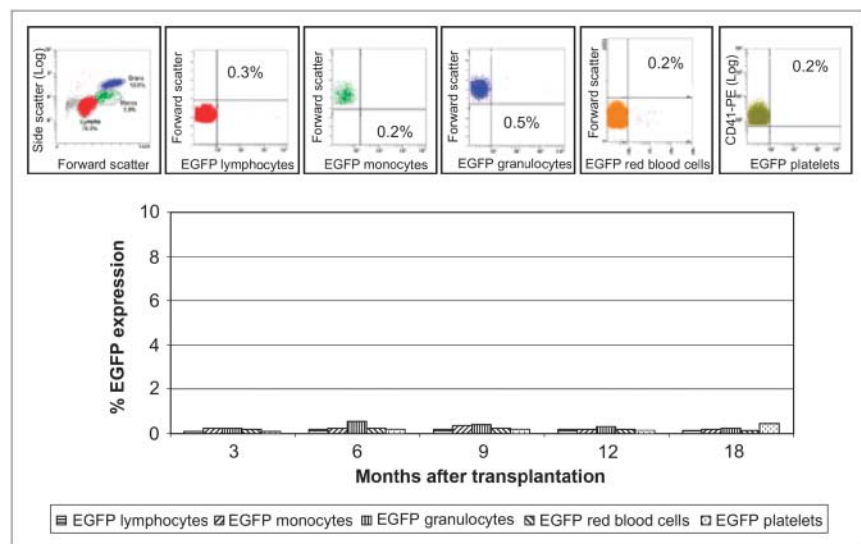 Side scatter (Log)
Forward scatter
Grans
Monos
Lympho
Forward scatter
0.3%
EGFP lymphocytes
Forward scatter
0.2%
EGFP monocytes
Forward scatter
0.5%
EGFP granulocytes
Forward scatter
0.2%
EGFP red blood cells
CD41-PE (Log)
0.2%
EGFP platelets
% EGFP expression
10
8
6
4
2
0
3 6 9 12 18
Months after transplantation
EGFP lymphocytes EGFP monocytes EGFP granulocytes EGFP red blood cells EGFP platelets